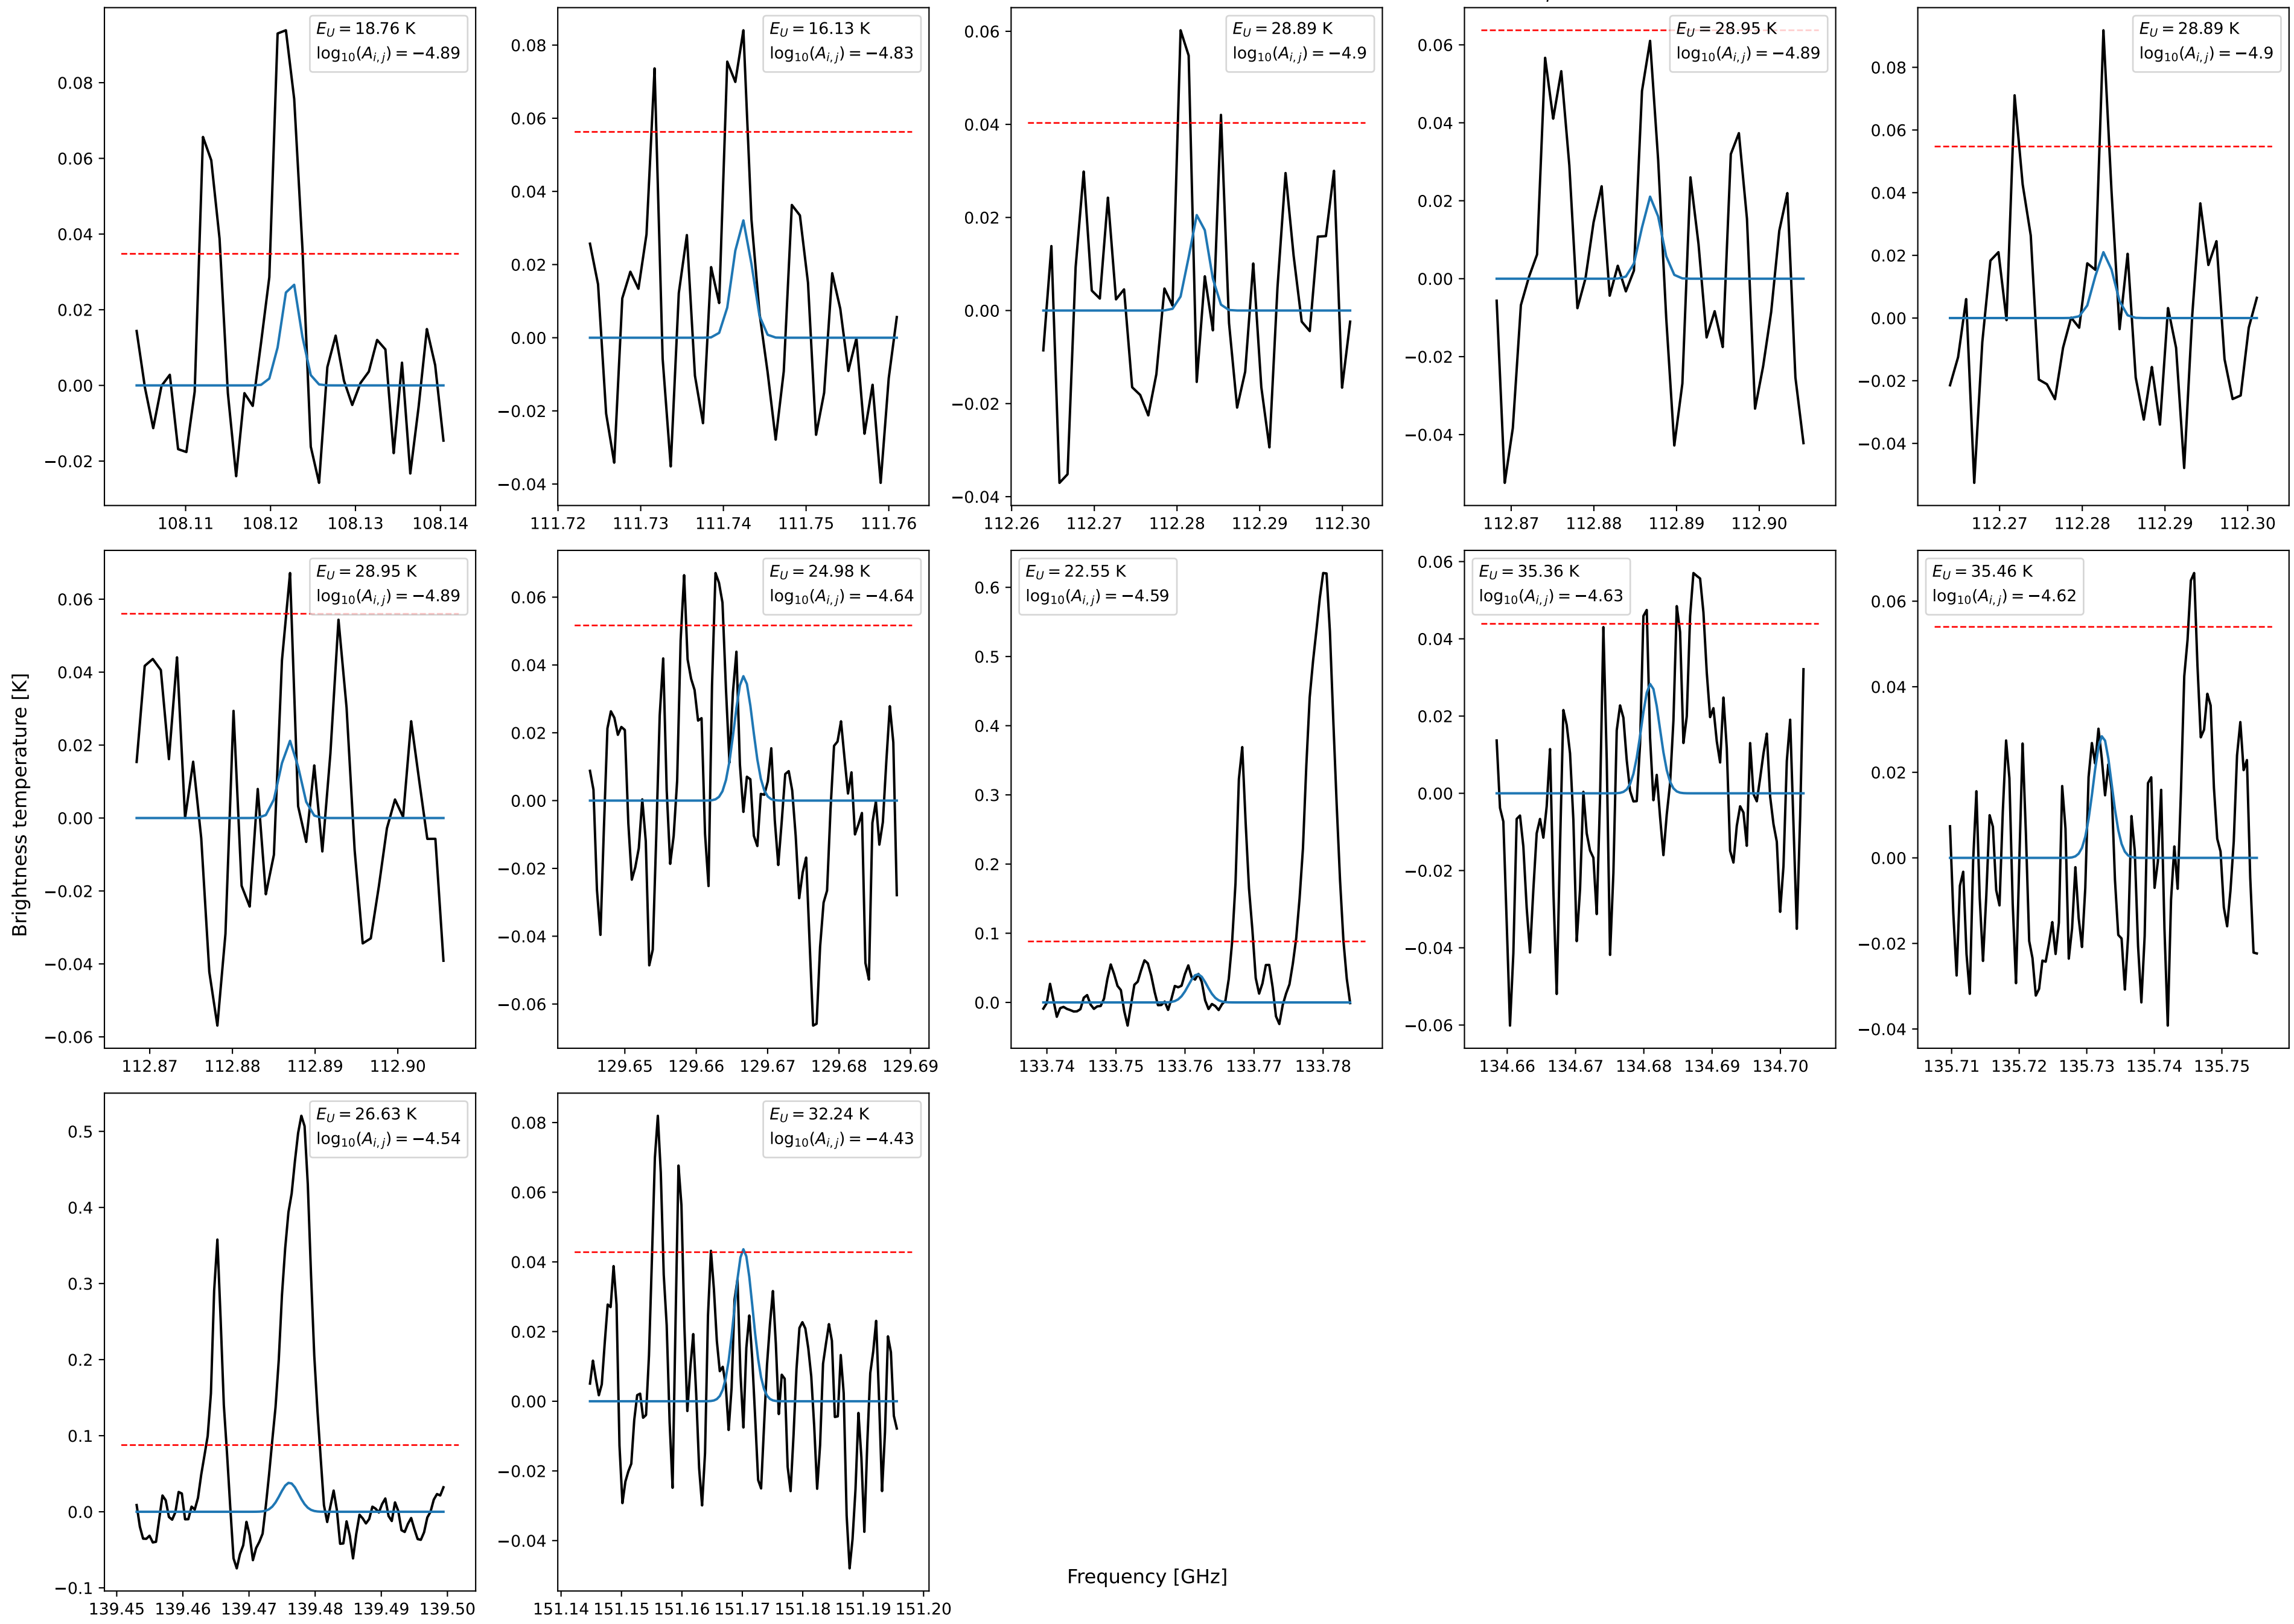 E_U = 18.76 K
log10(A_i,j) = −4.89
0.08
0.06
0.04
0.02
0.00
−0.02
108.11 108.12 108.13 108.14
E_U = 16.13 K
log10(A_i,j) = −4.83
0.08
0.06
0.04
0.02
0.00
−0.02
−0.04
111.72 111.73 111.74 111.75 111.76
E_U = 28.89 K
log10(A_i,j) = −4.9
0.06
0.04
0.02
0.00
−0.02
−0.04
112.26 112.27 112.28 112.29 112.30
E_U = 28.95 K
log10(A_i,j) = −4.89
0.06
0.04
0.02
0.00
−0.02
−0.04
112.87 112.88 112.89 112.90
E_U = 28.89 K
log10(A_i,j) = −4.9
0.08
0.06
0.04
0.02
0.00
−0.02
−0.04
112.27 112.28 112.29 112.30
Brightness temperature [K]
E_U = 28.95 K
log10(A_i,j) = −4.89
0.06
0.04
0.02
0.00
−0.02
−0.04
−0.06
112.87 112.88 112.89 112.90
E_U = 24.98 K
log10(A_i,j) = −4.64
0.06
0.04
0.02
0.00
−0.02
−0.04
−0.06
129.65 129.66 129.67 129.68 129.69
E_U = 22.55 K
log10(A_i,j) = −4.59
0.6
0.5
0.4
0.3
0.2
0.1
0.0
133.74 133.75 133.76 133.77 133.78
E_U = 35.36 K
log10(A_i,j) = −4.63
0.06
0.04
0.02
0.00
−0.02
−0.04
−0.06
134.66 134.67 134.68 134.69 134.70
E_U = 35.46 K
log10(A_i,j) = −4.62
0.06
0.04
0.02
0.00
−0.02
−0.04
135.71 135.72 135.73 135.74 135.75
E_U = 26.63 K
log10(A_i,j) = −4.54
0.5
0.4
0.3
0.2
0.1
0.0
−0.1
139.45 139.46 139.47 139.48 139.49 139.50
E_U = 32.24 K
log10(A_i,j) = −4.43
0.08
0.06
0.04
0.02
0.00
−0.02
−0.04
151.14 151.15 151.16 151.17 151.18 151.19 151.20
Frequency [GHz]